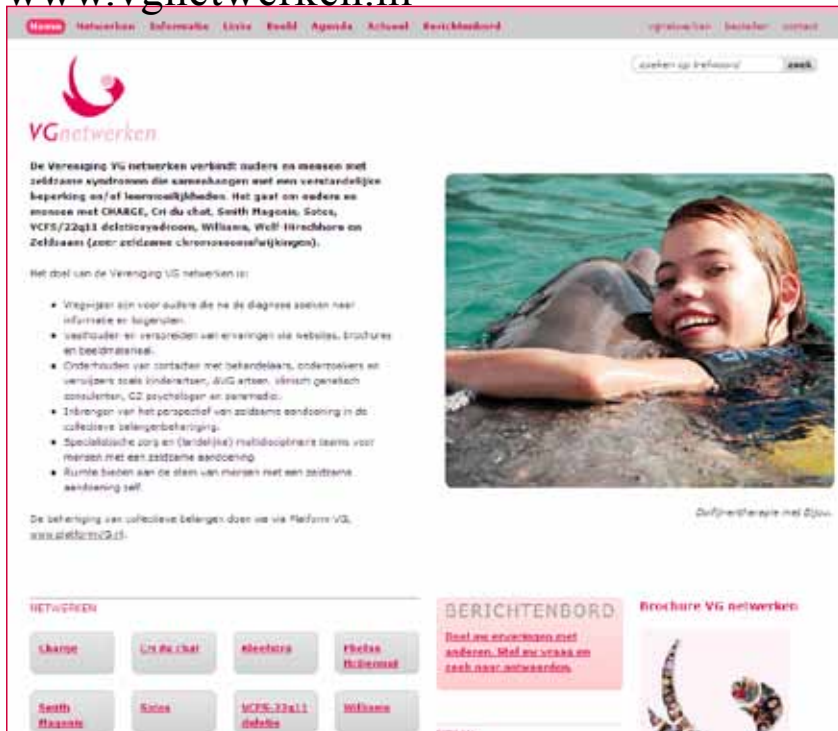 www.vgnetwerken.nl
Home Netwerken Informatie Links Beeld Agenda Actueel Berichtenbord
vgnetwerken bestellen contact
zoeken op trefwoord zoek
VGnetwerken
De Vereniging VG netwerken verbindt ouders en mensen met
zeldzame syndromen die samenhangen met een verstandelijke
beperking en/of leermoeilijkheden. Het gaat om ouders en
mensen met CHARGE, Cri du chat, Smith Magenis, Sotos,
VCFS/22q11 deletiesyndroom, Williams, Wolf-Hirschhorn en
Zeldzaam (zeer zeldzame chromosoomafwijkingen).
Het doel van de Vereniging VG netwerken is:
• Wegwijzer zijn voor ouders die na de diagnose zoeken naar
informatie en lotgenoten.
• Vasthouden en verspreiden van ervaringen via websites, brochures
en beeldmateriaal.
• Onderhouden van contacten met behandelaars, onderzoekers en
verwijzers zoals kinderartsen, AVG artsen, klinisch genetisch
consulenten, GZ psychologen en paramedici.
• Inbrengen van het perspectief van zeldzame aandoening in de
collectieve belangenbehartiging.
• Specialistische zorg en (landelijke) multidisciplinaire teams voor
mensen met een zeldzame aandoening.
• Ruimte bieden aan de stem van mensen met een zeldzame
aandoening zelf.
De behartiging van collectieve belangen doen we via Platform VG,
www.platformVG.nl.
Dolfijnentherapie met Bijou.
NETWERKEN
Charge
Cri du chat
Kleefstra
Phelan
McDermid
Smith
Magenis
Sotos
VCFS-22q11
deletie
Williams
BERICHTENBORD
Deel uw ervaringen met
anderen. Stel uw vraag en
zoek naar antwoorden.
Brochure VG netwerken